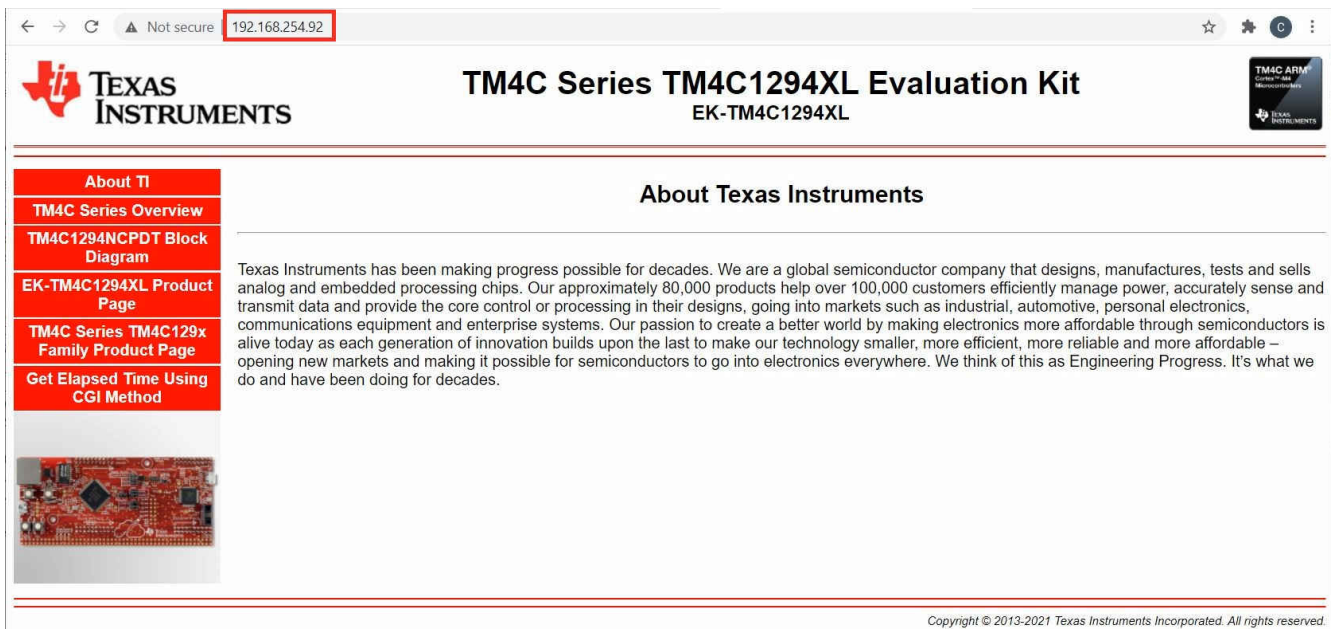 Not secure
192.168.254.92
C
TEXAS
INSTRUMENTS
TM4C Series TM4C1294XL Evaluation Kit
EK-TM4C1294XL
TM4C ARM®
Cortex™-M4
Microcontrollers
TEXAS
INSTRUMENTS
About TI
TM4C Series Overview
TM4C1294NCPDT Block
Diagram
EK-TM4C1294XL Product
Page
TM4C Series TM4C129x
Family Product Page
Get Elapsed Time Using
CGI Method
About Texas Instruments
Texas Instruments has been making progress possible for decades. We are a global semiconductor company that designs, manufactures, tests and sells
analog and embedded processing chips. Our approximately 80,000 products help over 100,000 customers efficiently manage power, accurately sense and
transmit data and provide the core control or processing in their designs, going into markets such as industrial, automotive, personal electronics,
communications equipment and enterprise systems. Our passion to create a better world by making electronics more affordable through semiconductors is
alive today as each generation of innovation builds upon the last to make our technology smaller, more efficient, more reliable and more affordable –
opening new markets and making it possible for semiconductors to go into electronics everywhere. We think of this as Engineering Progress. It’s what we
do and have been doing for decades.
Copyright © 2013-2021 Texas Instruments Incorporated. All rights reserved.